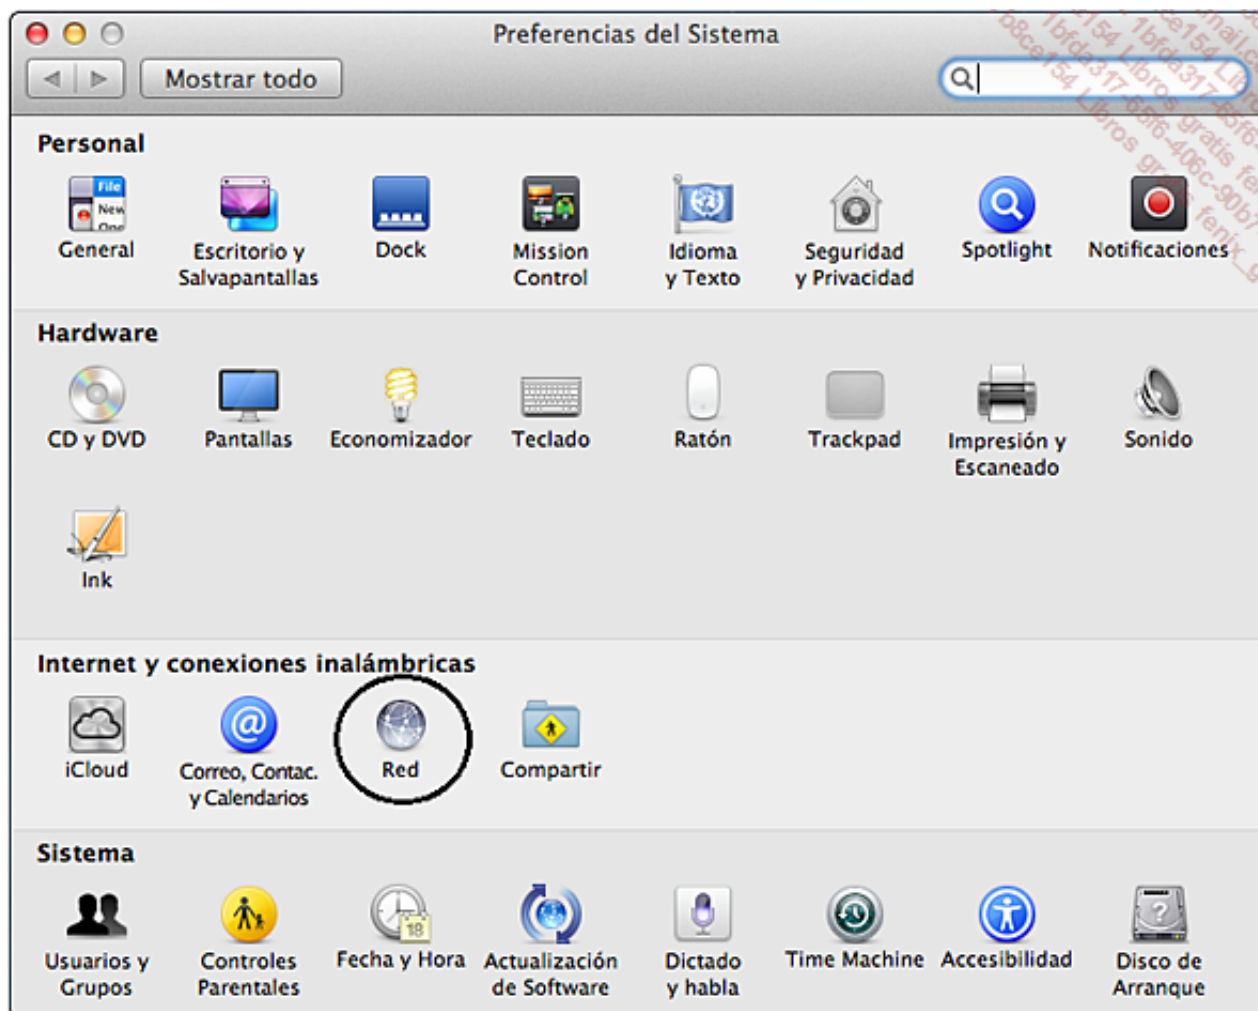 Preferencias del Sistema
Mostrar todo
Personal
File
New
General
Escritorio y
Salvapantallas
Dock
Mission
Control
Idioma
y Texto
Seguridad
y Privacidad
Spotlight
Notificaciones
Hardware
CD y DVD
Pantallas
Economizador
Teclado
Ratón
Trackpad
Impresión y
Escaneado
Sonido
Ink
Internet y conexiones inalámbricas
iCloud
@
Correo, Contac.
y Calendarios
Red
Compartir
Sistema
Usuarios y
Grupos
Controles
Parentales
18
Fecha y Hora
Actualización
de Software
Dictado
y habla
Time Machine
Accesibilidad
?
Disco de
Arranque